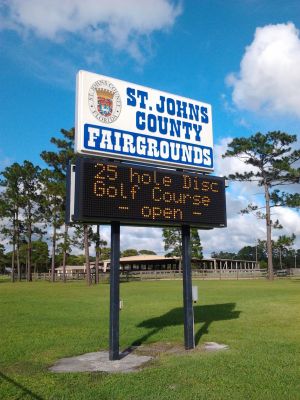 ST. JOHNS
COUNTY
FAIRGROUNDS
25 hole Disc
Golf Course
- open -